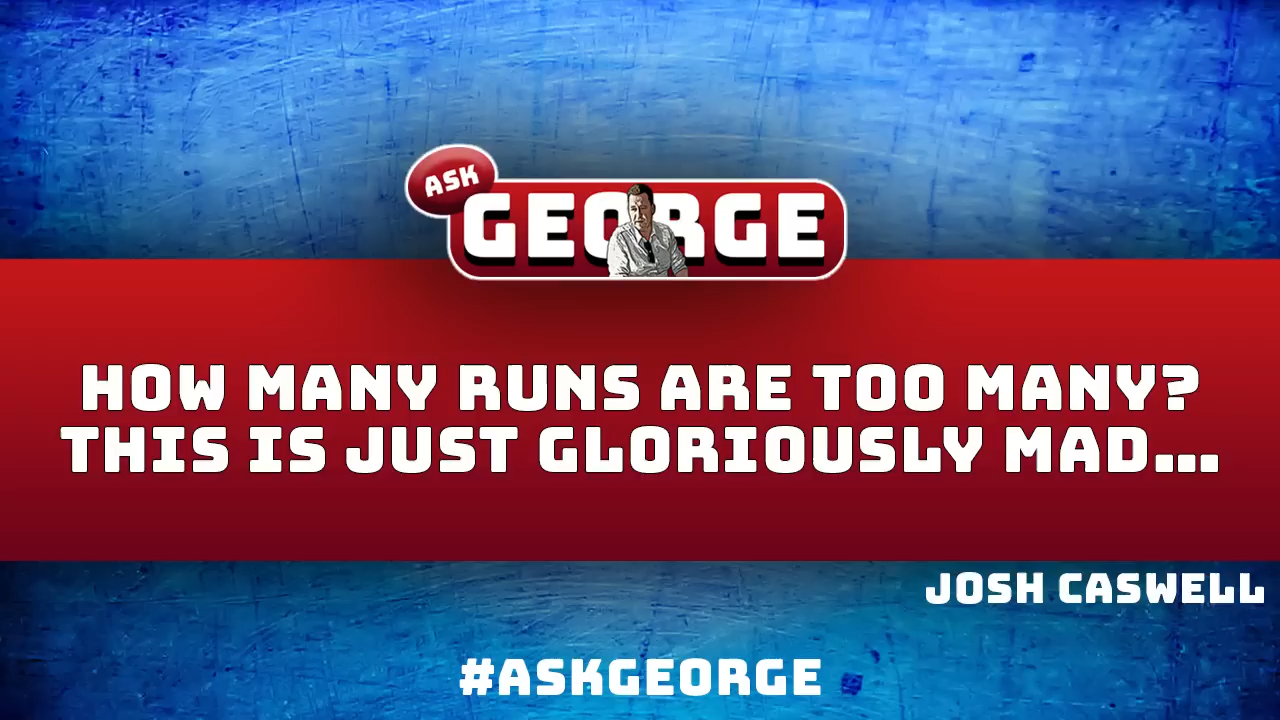 ASK
GEORGE
HOW MANY RUNS ARE TOO MANY?
THIS IS JUST GLORIOUSLY MAD...
JOSH CASWELL
#ASKGEORGE